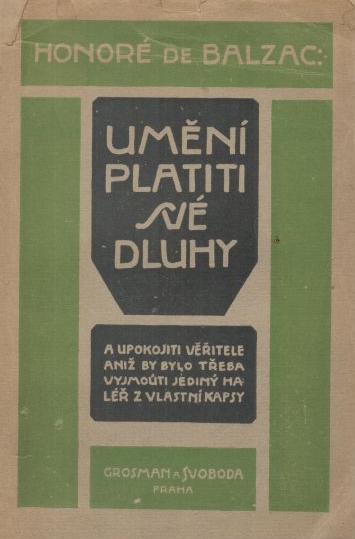 HONORÉ DE BALZAC:
UMĚNÍ
PLATITI
SVÉ
DLUHY
A UPOKOJITI VĚŘITELE
ANIŽ BY BYLO TŘEBA
VYJMOUTI JEDINÝ HA-
LÉŘ Z VLASTNÍ KAPSY
GROSMAN A SVOBODA
PRAHA